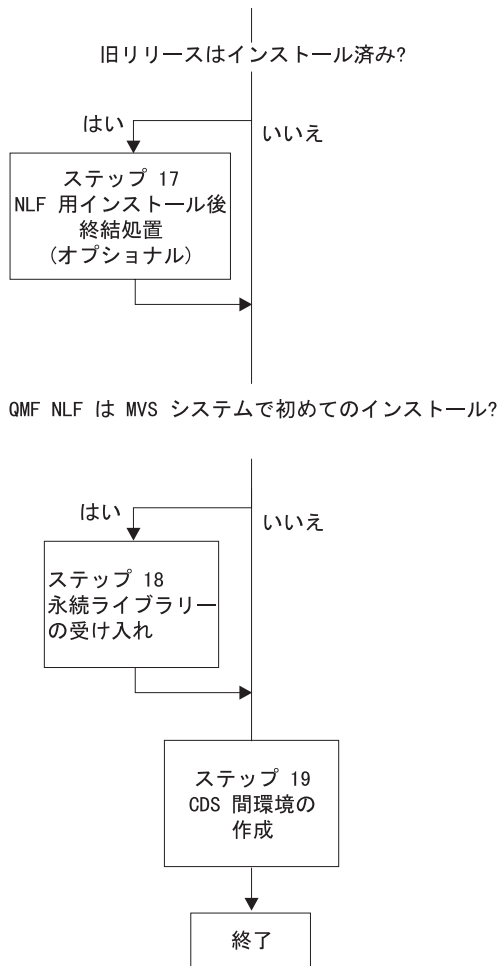 旧リリースはインストール済み?
はい
いいえ
ステップ 17
NLF 用インストール後
終結処置
(オプショナル)
QMF NLF は MVS システムで初めてのインストール?
はい
いいえ
ステップ 18
永続ライブラリー
の受け入れ
ステップ 19
CDS 間環境の
作成
終了